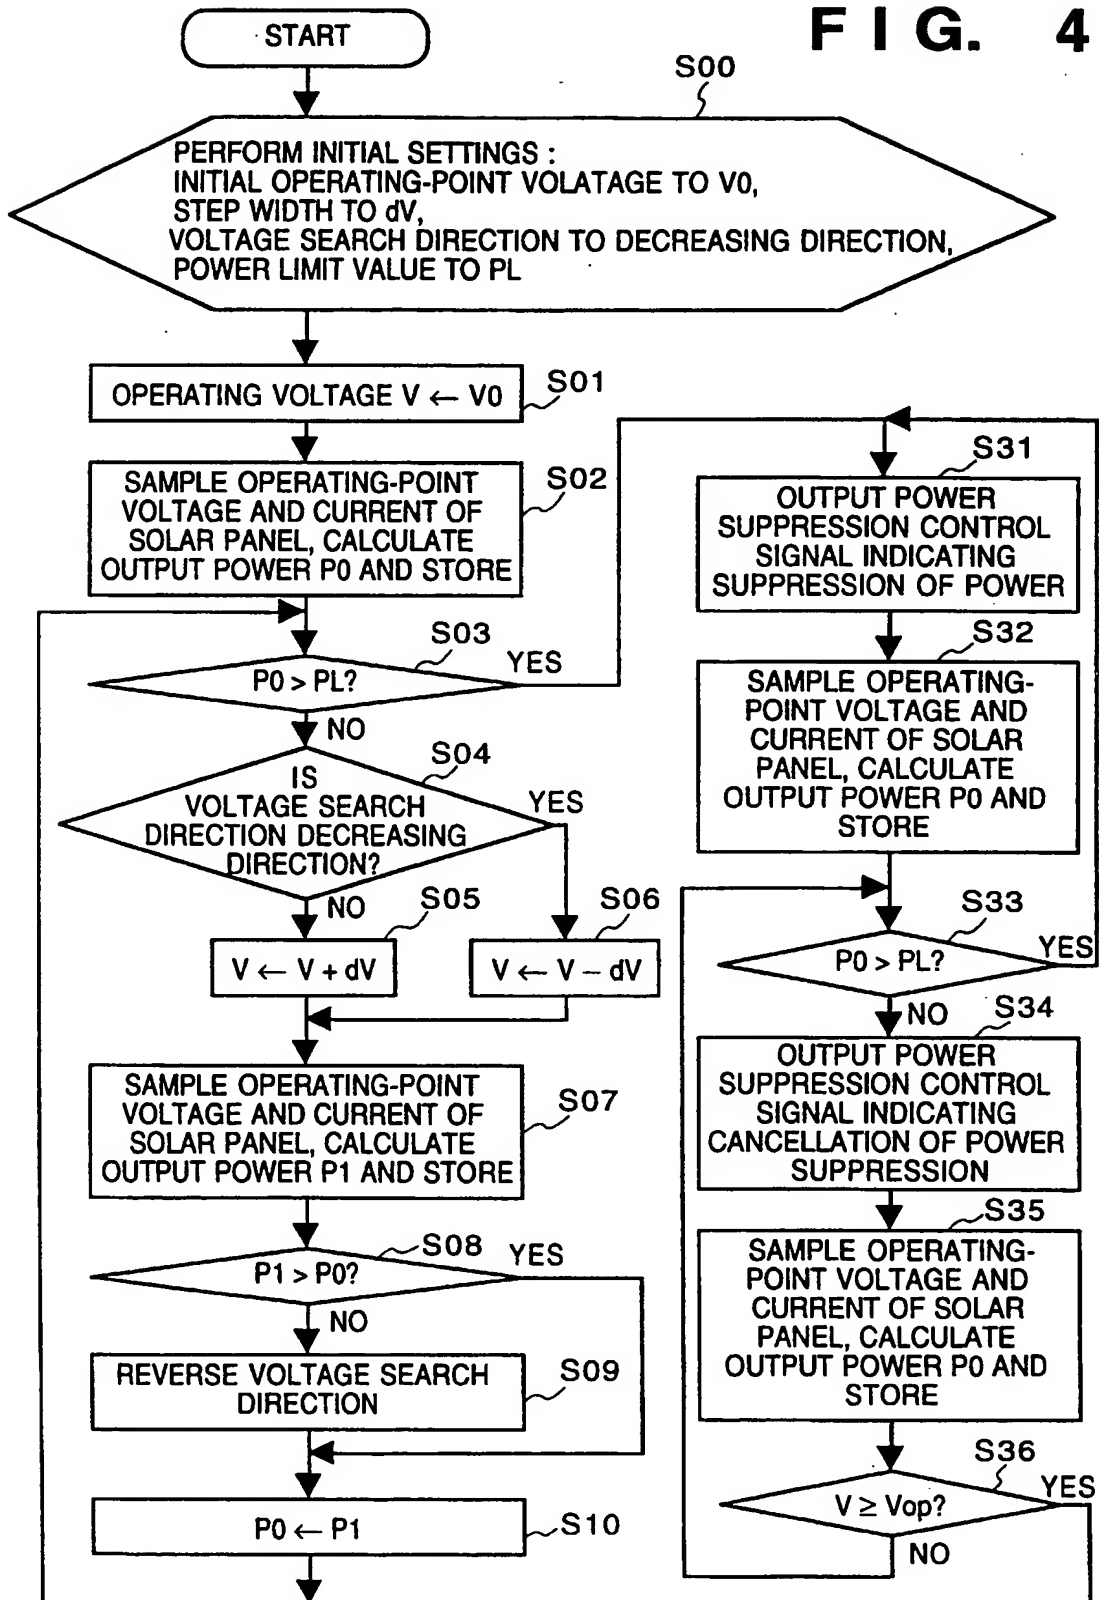 FIG. 4
START
S00
PERFORM INITIAL SETTINGS :
INITIAL OPERATING-POINT VOLATAGE TO V0,
STEP WIDTH TO dV,
VOLTAGE SEARCH DIRECTION TO DECREASING DIRECTION,
POWER LIMIT VALUE TO PL
OPERATING VOLTAGE V ← V0
S01
SAMPLE OPERATING-POINT
VOLTAGE AND CURRENT OF
SOLAR PANEL, CALCULATE
OUTPUT POWER P0 AND STORE
S02
S03
P0 > PL?
YES
NO
S04
IS
VOLTAGE SEARCH
DIRECTION DECREASING
DIRECTION?
YES
NO
S05
V ← V + dV
S06
V ← V – dV
SAMPLE OPERATING-POINT
VOLTAGE AND CURRENT OF
SOLAR PANEL, CALCULATE
OUTPUT POWER P1 AND STORE
S07
S08
P1 > P0?
YES
NO
REVERSE VOLTAGE SEARCH
DIRECTION
S09
P0 ← P1
S10
S31
OUTPUT POWER
SUPPRESSION CONTROL
SIGNAL INDICATING
SUPPRESSION OF POWER
S32
SAMPLE OPERATING-
POINT VOLTAGE AND
CURRENT OF SOLAR
PANEL, CALCULATE
OUTPUT POWER P0 AND
STORE
S33
P0 > PL?
YES
NO
S34
OUTPUT POWER
SUPPRESSION CONTROL
SIGNAL INDICATING
CANCELLATION OF POWER
SUPPRESSION
S35
SAMPLE OPERATING-
POINT VOLTAGE AND
CURRENT OF SOLAR
PANEL, CALCULATE
OUTPUT POWER P0 AND
STORE
S36
V ≥ Vop?
YES
NO